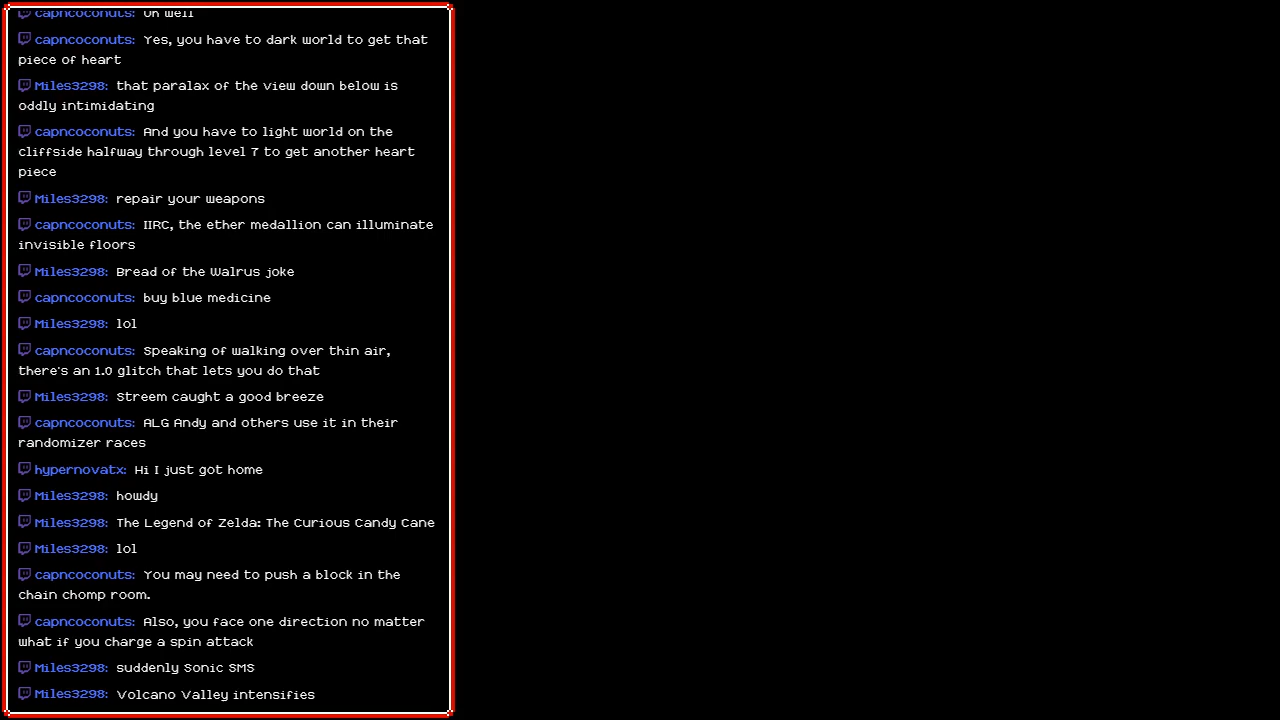 capncoconuts: Oh well
capncoconuts: Yes, you have to dark world to get that
piece of heart
Miles3298: that paralax of the view down below is
oddly intimidating
capncoconuts: And you have to light world on the
cliffside halfway through level 7 to get another heart
piece
Miles3298: repair your weapons
capncoconuts: IIRC, the ether medallion can illuminate
invisible floors
Miles3298: Bread of the Walrus joke
capncoconuts: buy blue medicine
Miles3298: lol
capncoconuts: Speaking of walking over thin air,
there's an 1.0 glitch that lets you do that
Miles3298: Streem caught a good breeze
capncoconuts: ALG Andy and others use it in their
randomizer races
hypernovatx: Hi I just got home
Miles3298: howdy
Miles3298: The Legend of Zelda: The Curious Candy Cane
Miles3298: lol
capncoconuts: You may need to push a block in the
chain chomp room.
capncoconuts: Also, you face one direction no matter
what if you charge a spin attack
Miles3298: suddenly Sonic SMS
Miles3298: Volcano Valley intensifies